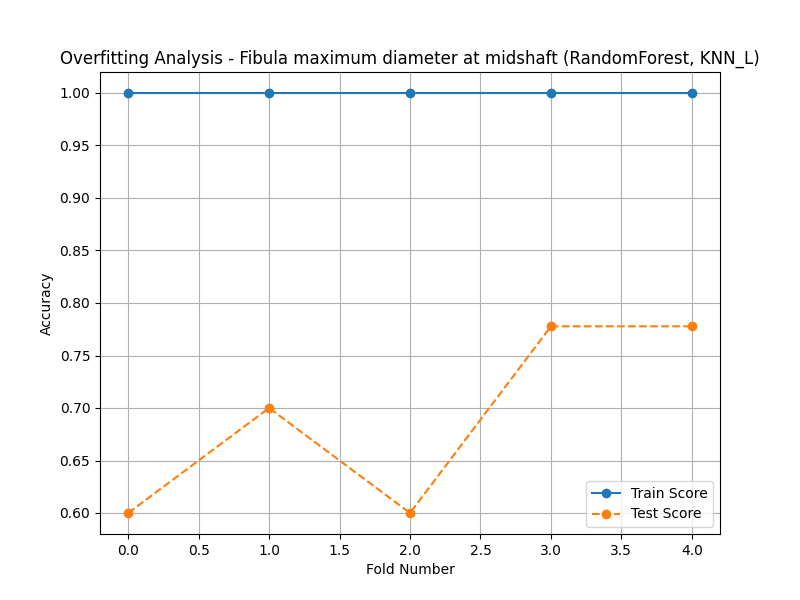 Overfitting Analysis - Fibula maximum diameter at midshaft (RandomForest, KNN_L)
1.00
0.95
0.90
0.85
0.80
0.75
0.70
0.65
0.60
Accuracy
Train Score
Test Score
0.0 0.5 1.0 1.5 2.0 2.5 3.0 3.5 4.0
Fold Number